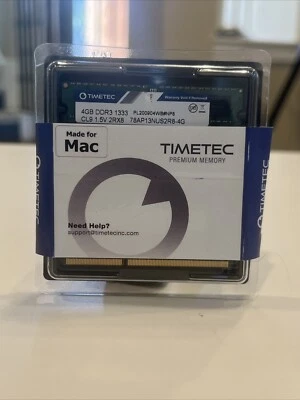 TIMETEC
4GB DDR3 1333
CL9 1.5V 2RX8 78AP13NUS2R8-4G
Made for
Mac
TIMETEC
PREMIUM MEMORY
Need Help?
support@timetecinc.com
TIMETEC
TIMETEC